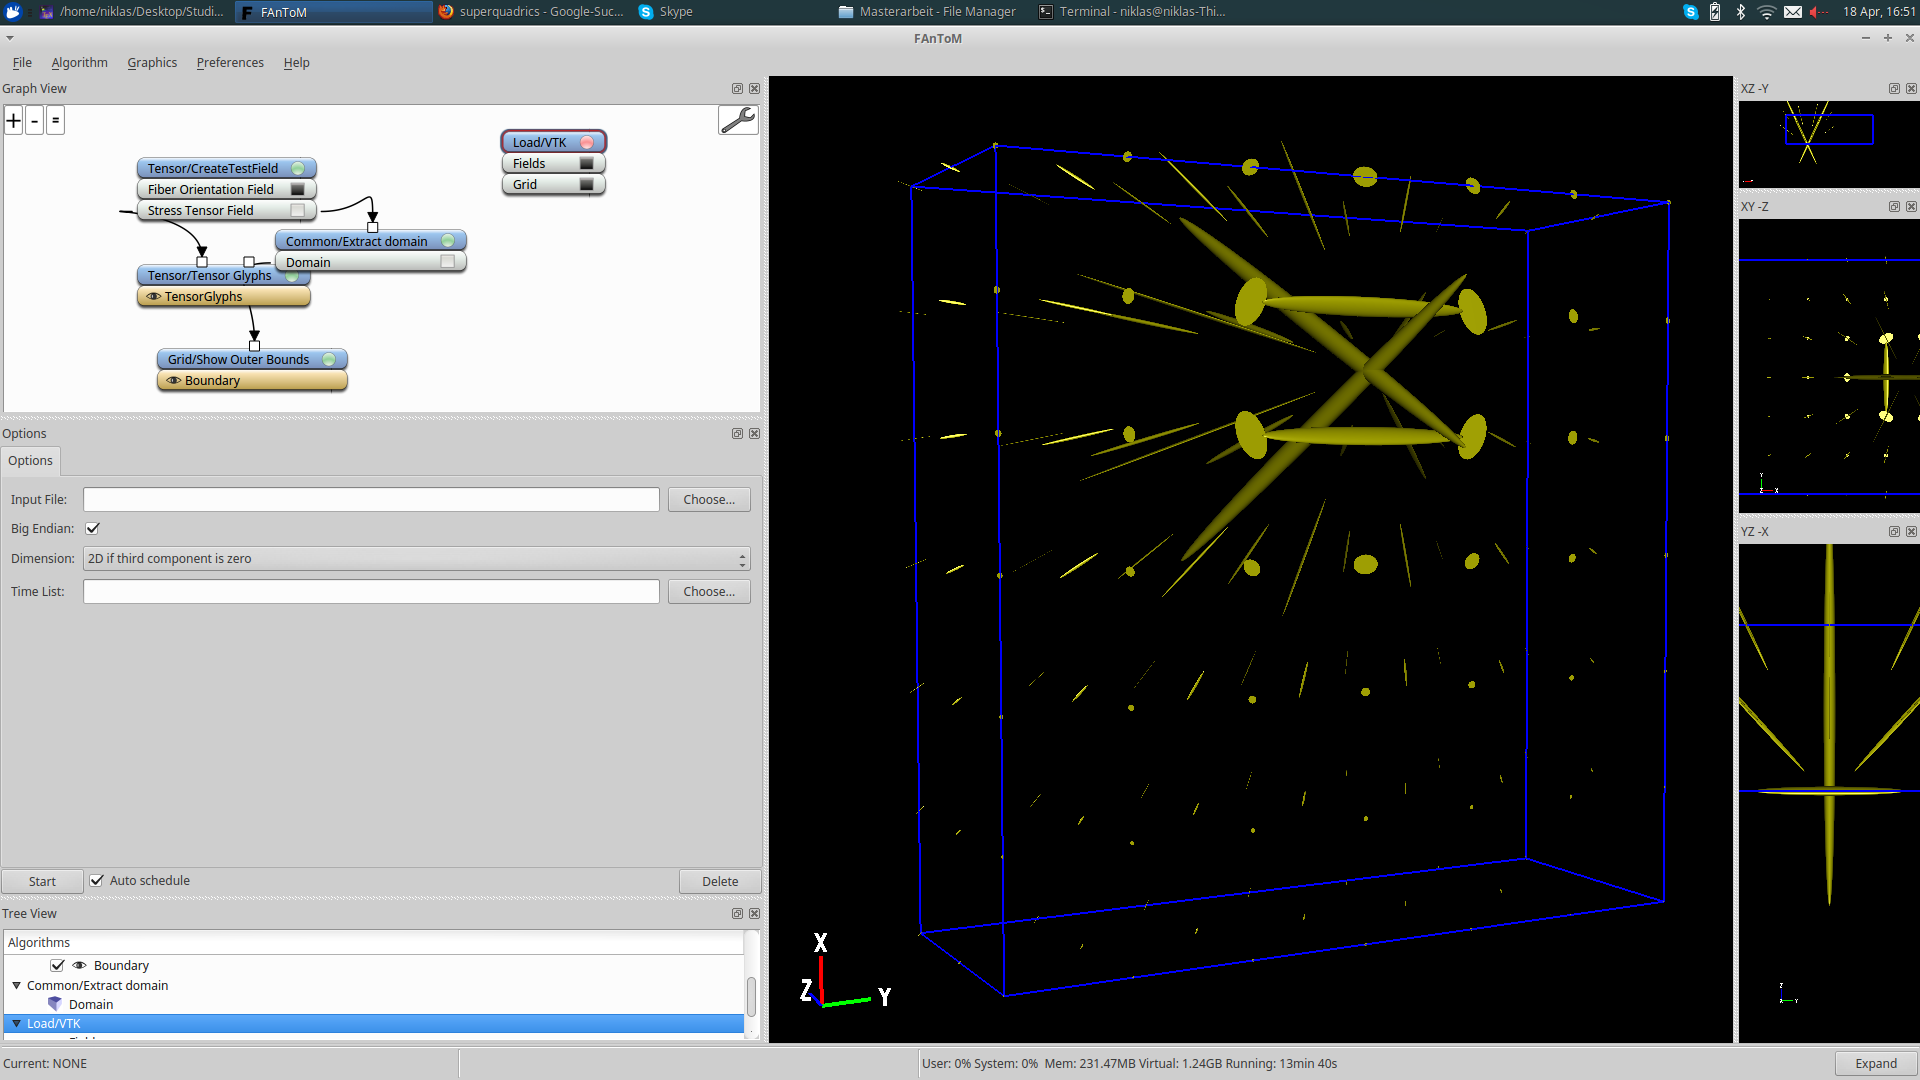 /home/niklas/Desktop/Studi...
FAnToM
superquadrics - Google-Suc...
Skype
Masterarbeit - File Manager
Terminal - niklas@niklas-Thi...
18 Apr, 16:51
FAnToM
File Algorithm Graphics Preferences Help
Graph View
+ - =
Load/VTK
Fields
Grid
Tensor/CreateTestField
Fiber Orientation Field
Stress Tensor Field
Common/Extract domain
Domain
Tensor/Tensor Glyphs
TensorGlyphs
Grid/Show Outer Bounds
Boundary
Options
Options
Input File: Choose...
Big Endian:
Dimension: 2D if third component is zero
Time List: Choose...
Start Auto schedule Delete
Tree View
Algorithms
Boundary
Common/Extract domain
Domain
Load/VTK
X
Z
Y
XZ -Y
XY -Z
YZ -X
Current: NONE
User: 0% System: 0% Mem: 231.47MB Virtual: 1.24GB Running: 13min 40s
Expand